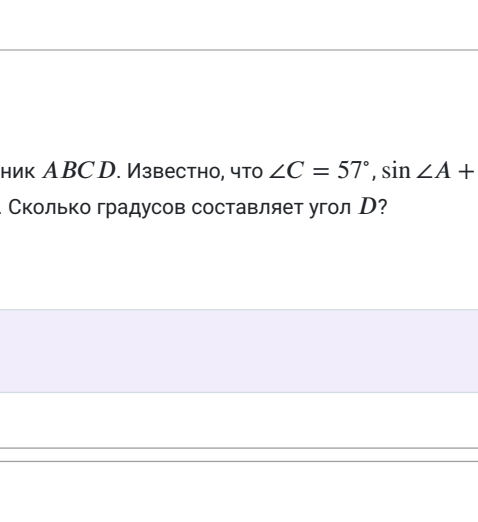 ник ABCD. Известно, что ∠C = 57°, sin ∠A +
. Сколько градусов составляет угол D?